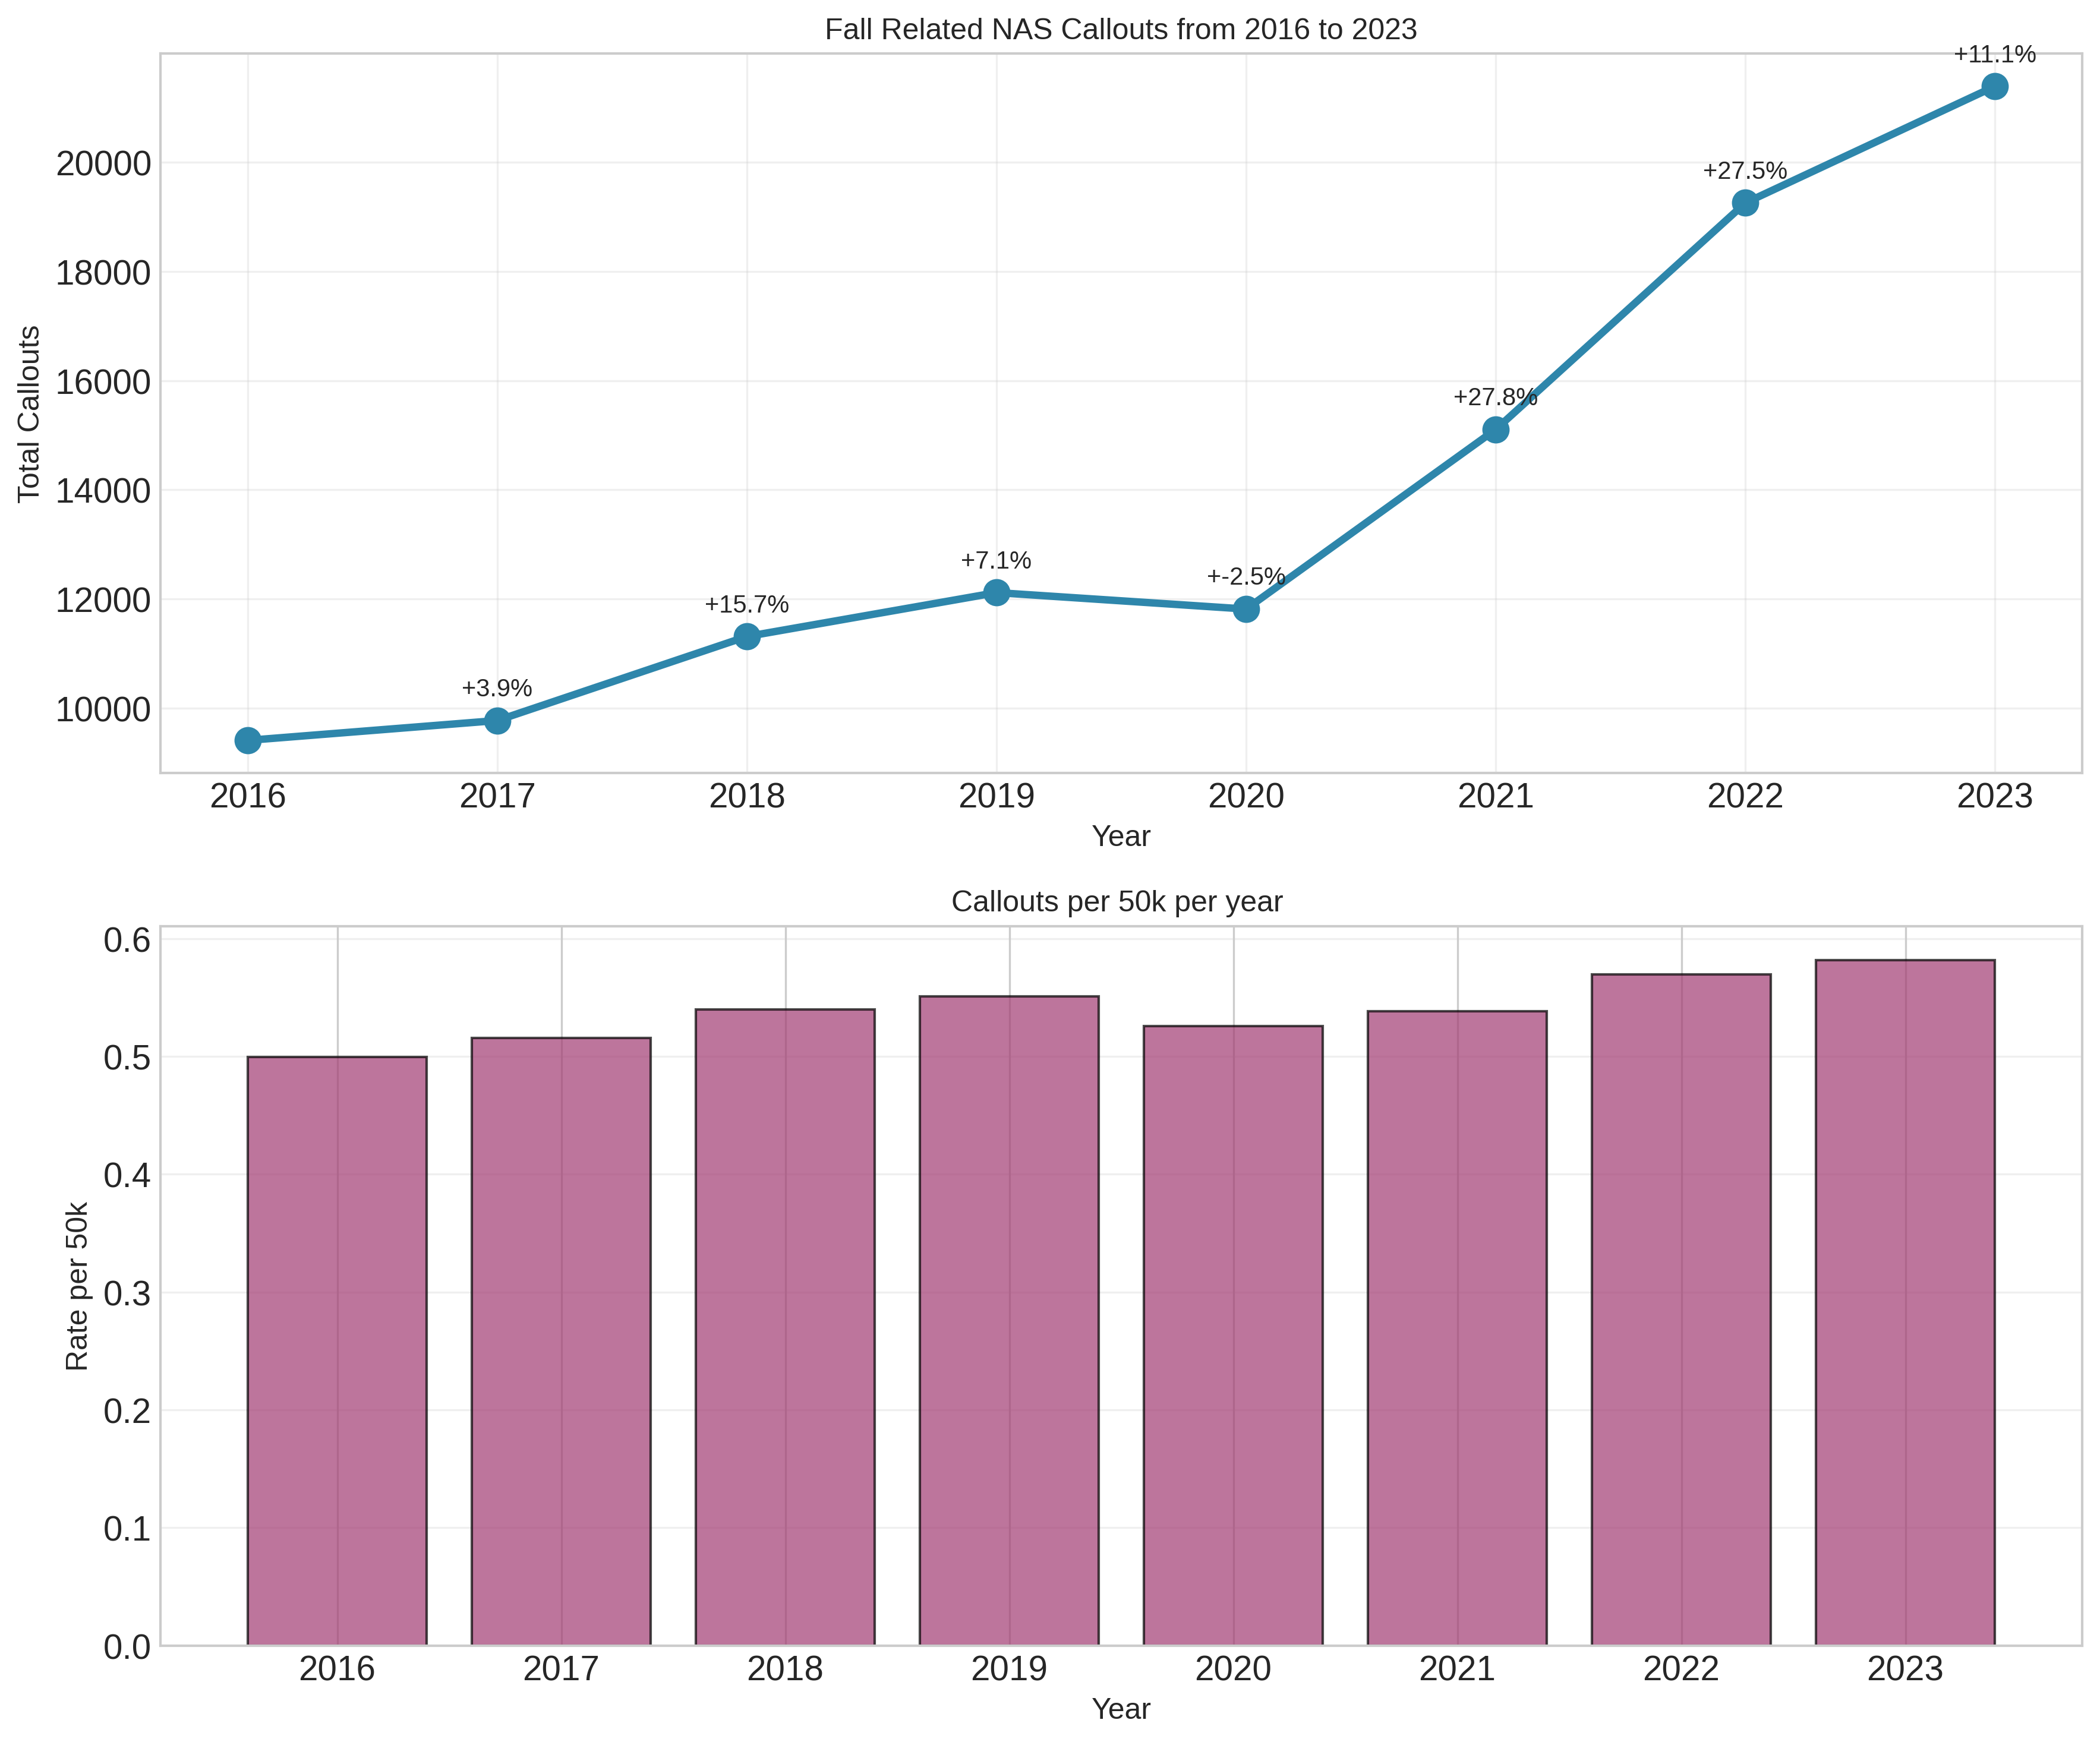 Fall Related NAS Callouts from 2016 to 2023
+11.1%
+27.5%
+27.8%
+7.1%
+-2.5%
+15.7%
+3.9%
Total Callouts
20000
18000
16000
14000
12000
10000
2016 2017 2018 2019 2020 2021 2022 2023
Year
Callouts per 50k per year
Rate per 50k
0.6
0.5
0.4
0.3
0.2
0.1
0.0
2016 2017 2018 2019 2020 2021 2022 2023
Year